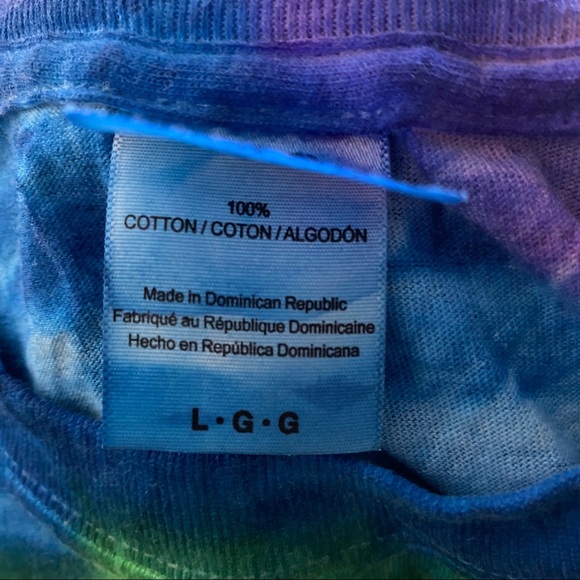 100%
COTTON / COTON / ALGODÓN
Made in Dominican Republic
Fabriqué au République Dominicaine
Hecho en República Dominicana
L • G • G